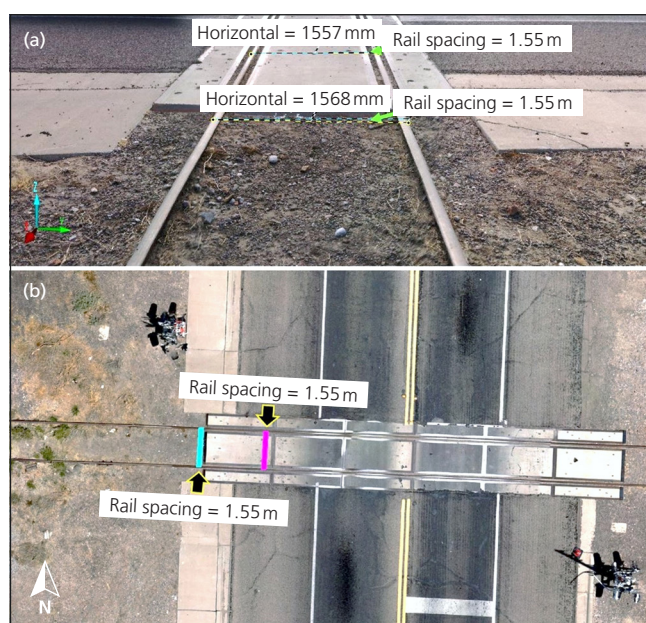 (a)
Horizontal = 1557 mm
Rail spacing = 1.55 m
Horizontal = 1568 mm
Rail spacing = 1.55 m
Z
Y
(b)
Rail spacing = 1.55 m
Rail spacing = 1.55 m
N